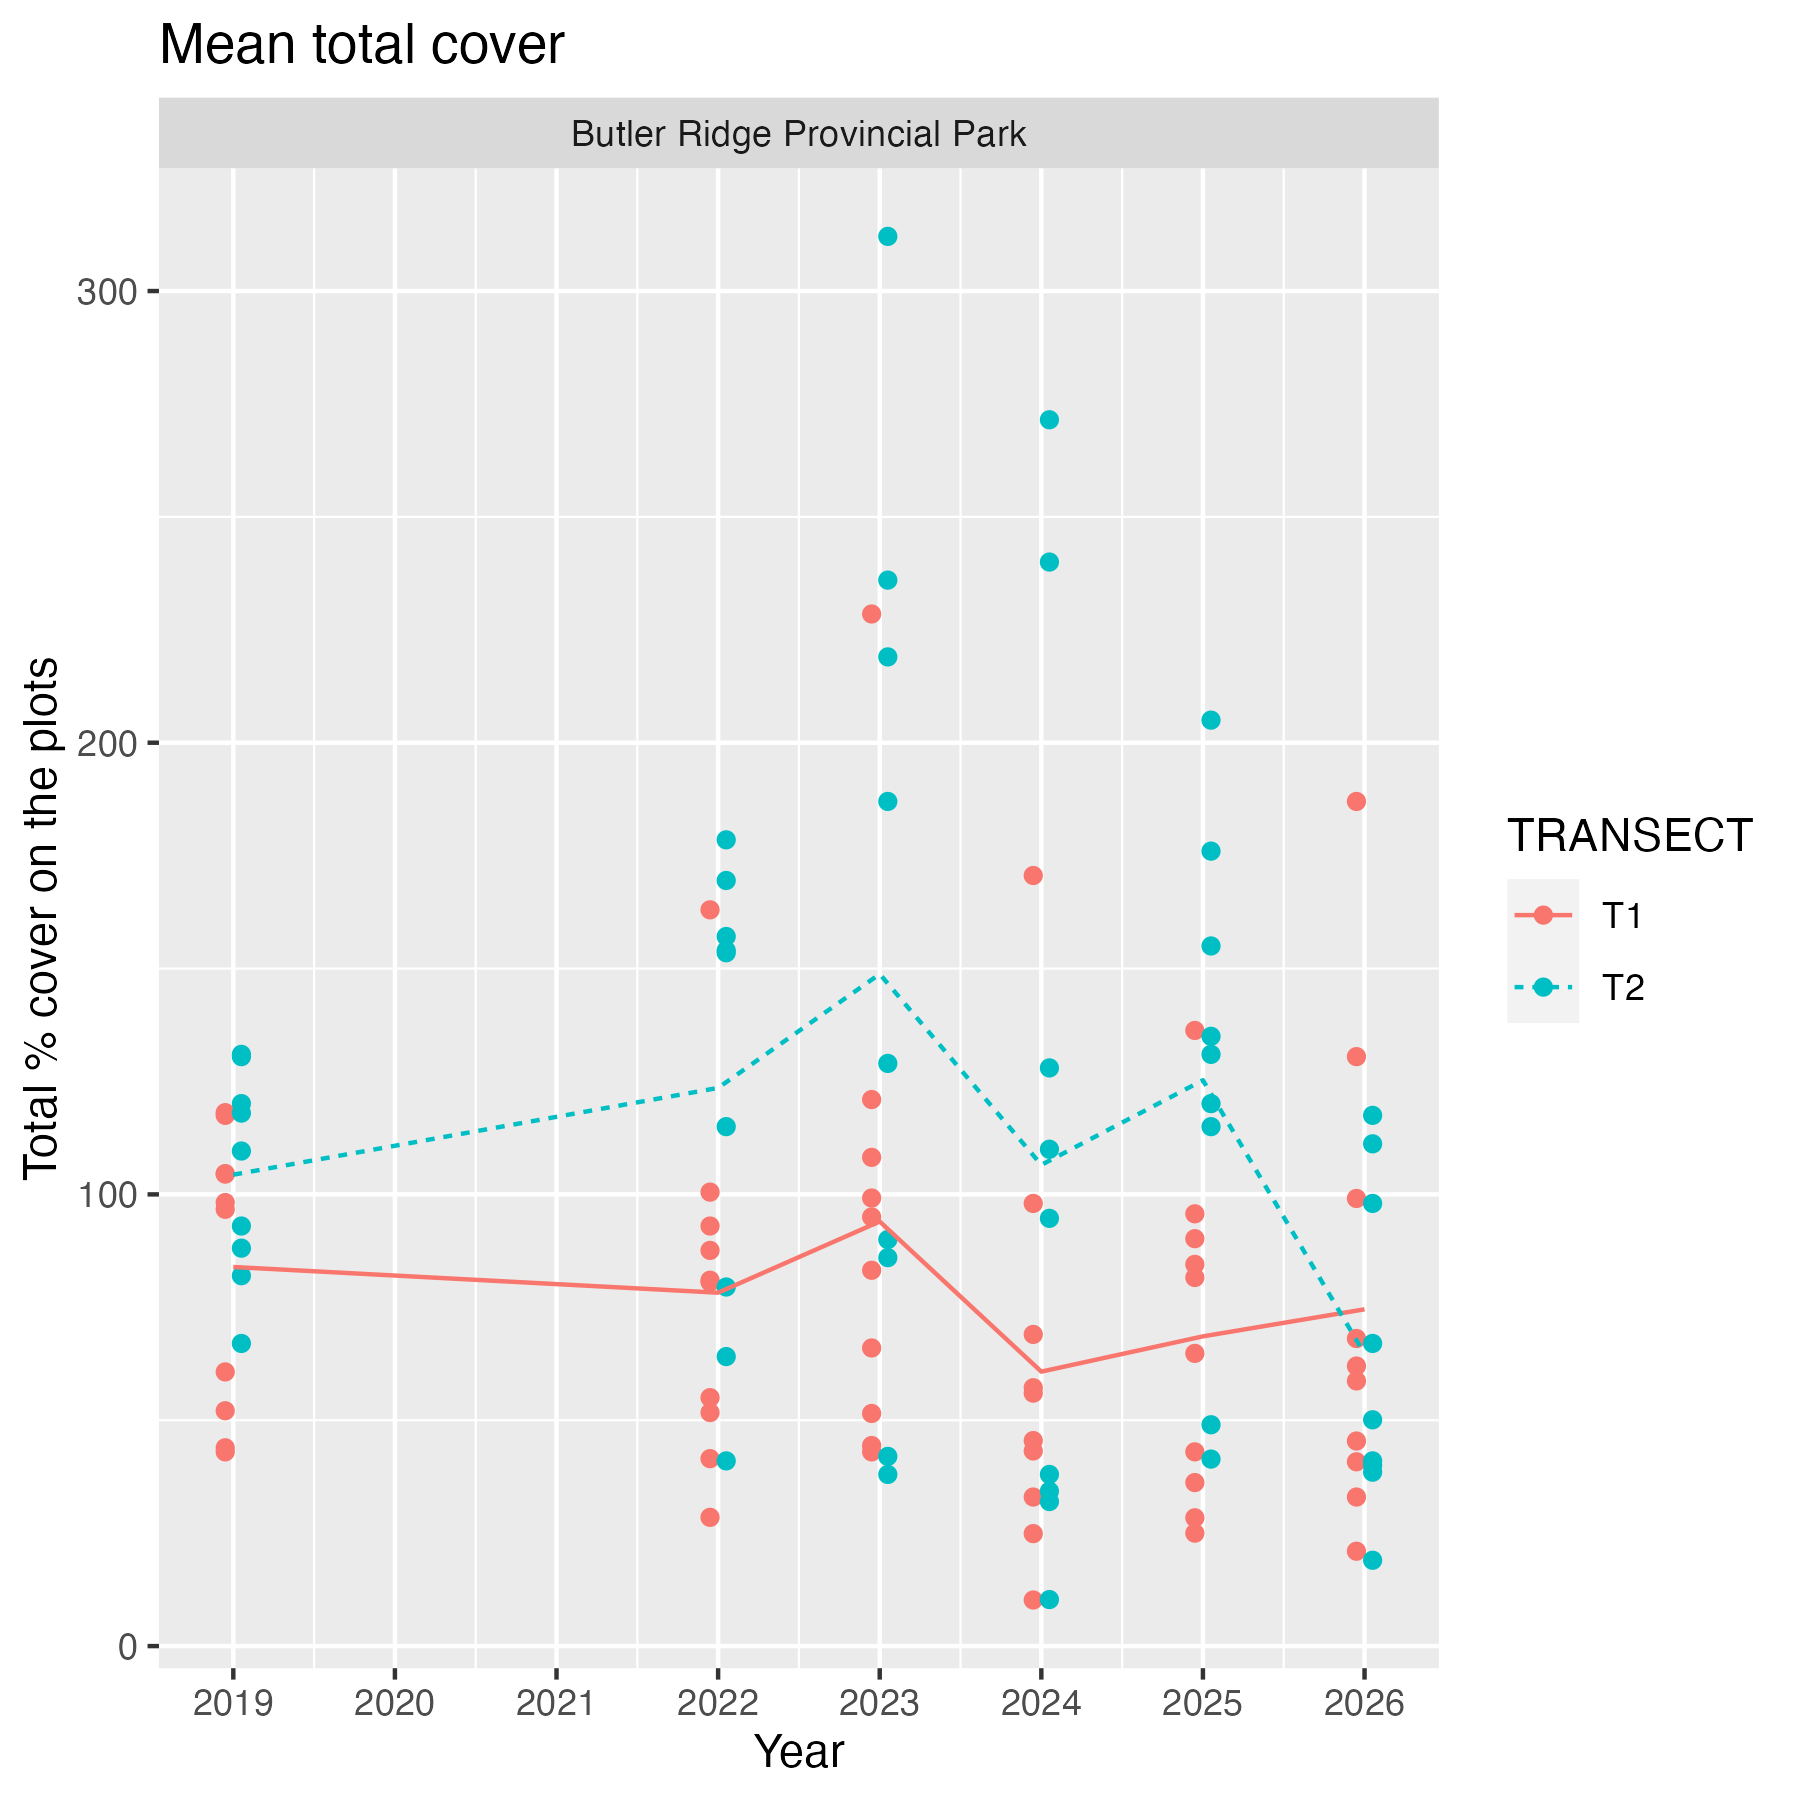 Mean total cover
Butler Ridge Provincial Park
Total % cover on the plots
300
200
100
0
2019 2020 2021 2022 2023 2024 2025 2026
Year
TRANSECT
T1
T2